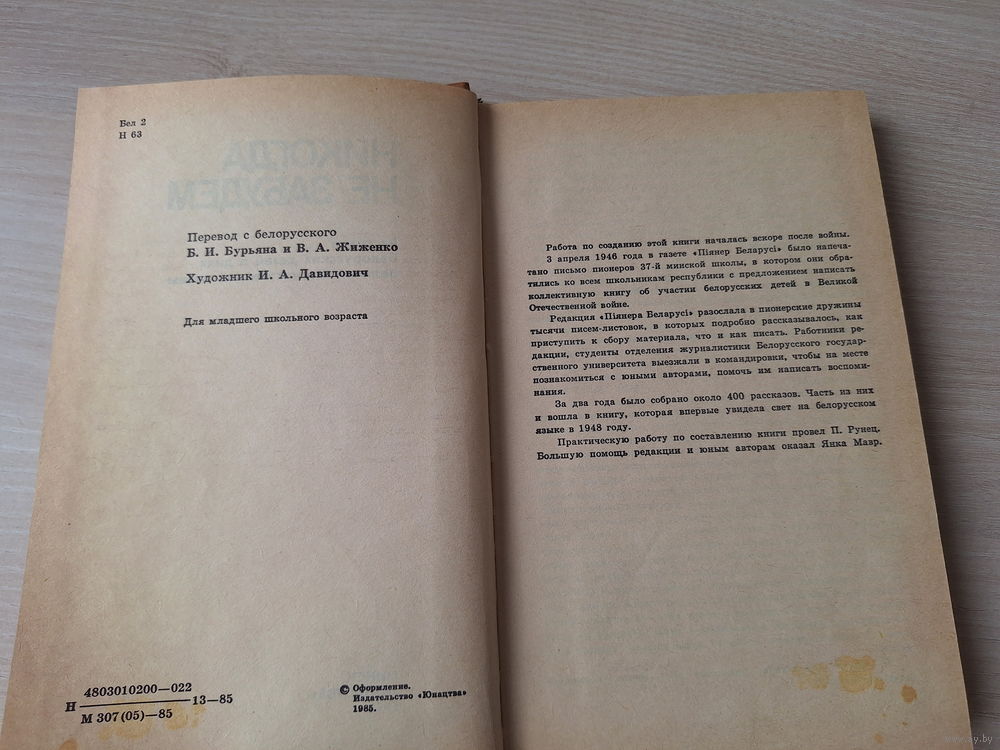 Бел 2
Н 63
НИКОГДА
НЕ ЗАБУДЕМ
Перевод с белорусского
Б. И. Бурьяна и В. А. Жиженко
Художник И. А. Давидович
Для младшего школьного возраста
4803010200—022
Н 13—85
М 307(05)—85
© Оформление.
Издательство «Юнацтва»
1985.
Работа по созданию этой книги началась вскоре после войны.
3 апреля 1946 года в газете «Піянер Беларусі» было напеча-
тано письмо пионеров 37-й минской школы, в котором они обра-
тились ко всем школьникам республики с предложением написать
коллективную книгу об участии белорусских детей в Великой
Отечественной войне.
Редакция «Піянера Беларусі» разослала в пионерские дружины
тысячи писем-листовок, в которых подробно рассказывалось, как
приступить к сбору материала, что и как писать. Работники ре-
дакции, студенты отделения журналистики Белорусского государ-
ственного университета выезжали в командировки, чтобы на месте
познакомиться с юными авторами, помочь им написать воспоми-
нания.
За два года было собрано около 400 рассказов. Часть из них
и вошла в книгу, которая впервые увидела свет на белорусском
языке в 1948 году.
Практическую работу по составлению книги провел П. Рунец.
Большую помощь редакции и юным авторам оказал Янка Мавр.
www.ay.by